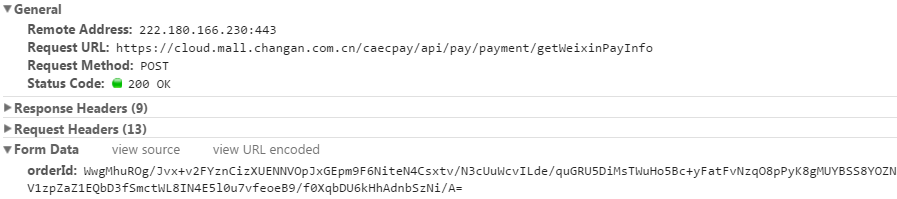 General
Remote Address: 222.180.166.230:443
Request URL: https://cloud.mall.changan.com.cn/caecpay/api/pay/payment/getWeixinPayInfo
Request Method: POST
Status Code: 200 OK
Response Headers (9)
Request Headers (13)
Form Data view source view URL encoded
orderId: WwgMhuROg/Jvx+v2FYznCizXUENNVOpJxGEpm9F6NiteN4Csxtv/N3cUuWcvILde/quGRU5DiMsTWuHo5Bc+yFatFvNzqO8pPyK8gMUYBSS8YOZN
V1zpZaZ1EQbD3fSmctWL8IN4E5l0u7vfeoeB9/f0XqbDU6kHhAdnbSzNi/A=